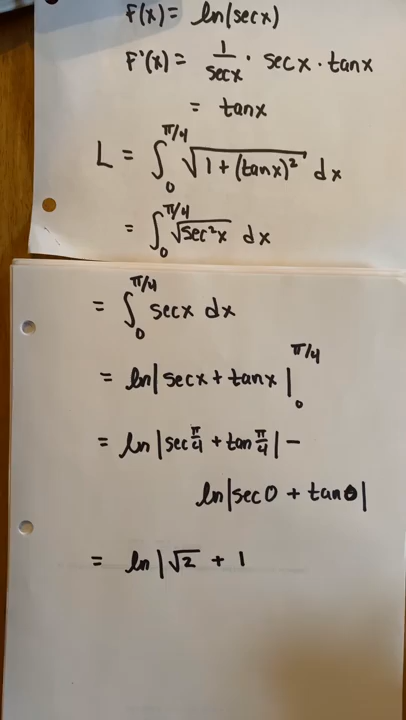 F(x) = ln(secx)
F'(x) = 1/secx · secx · tanx
= tanx
L = ∫₀^π/4 √(1 + (tanx)²) dx
= ∫₀^π/4 √(sec²x) dx
= ∫₀^π/4 secx dx
= ln|secx + tanx| |₀^π/4
= ln|sec π/4 + tan π/4| −
ln|sec0 + tan0|
= ln|√2 + 1